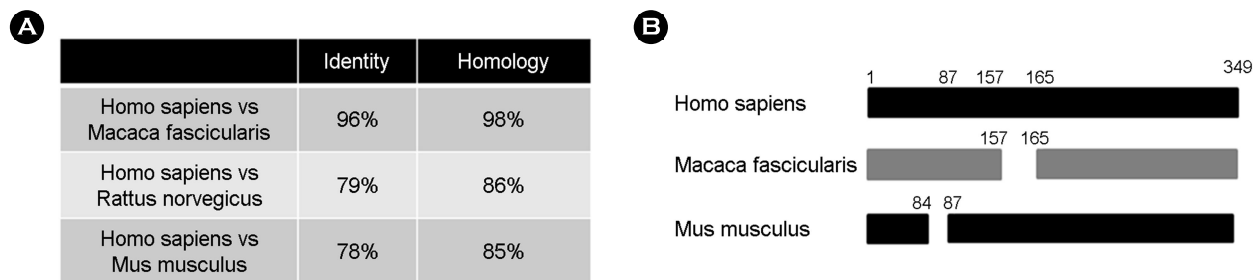 A
Identity Homology
Homo sapiens vs
Macaca fascicularis
96% 98%
Homo sapiens vs
Rattus norvegicus
79% 86%
Homo sapiens vs
Mus musculus
78% 85%
B
1 87 157 165 349
Homo sapiens
157 165
Macaca fascicularis
84 87
Mus musculus